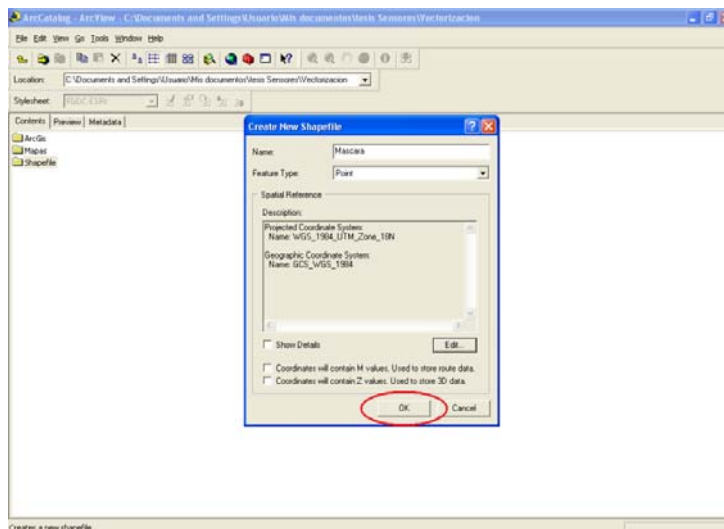 ArcCatalog - ArcView - C:\Documents and Settings\Usuario\Mis documentos\tesis Sensores\Vectorizacion
File Edit View Go Tools Window Help
Location: C:\Documents and Settings\Usuario\Mis documentos\tesis Sensores\Vectorizacion
Stylesheet: FGDC ESRI
Contents Preview Metadata
ArcGis
Mapas
Shapefile
Create New Shapefile
Name: Mascara
Feature Type: Point
Spatial Reference
Description:
Projected Coordinate System:
Name: WGS_1984_UTM_Zone_18N
Geographic Coordinate System:
Name: GCS_WGS_1984
Show Details
Edit...
Coordinates will contain M values. Used to store route data.
Coordinates will contain Z values. Used to store 3D data.
OK Cancel
Creates a new shapefile